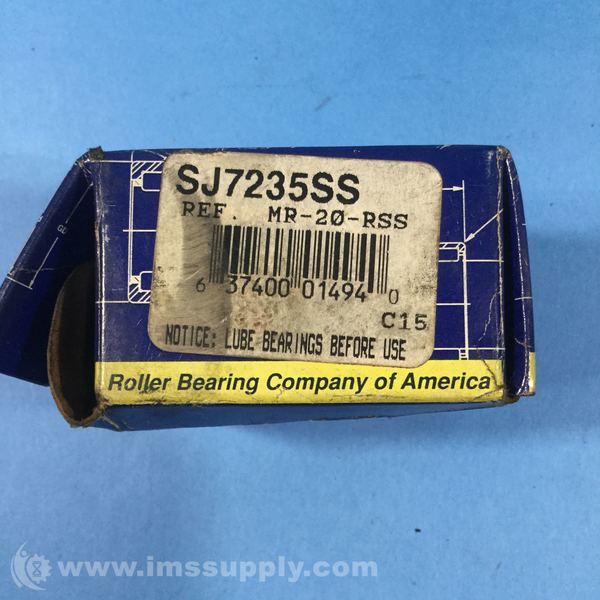 SJ7235SS
REF. MR-20-RSS
6 37400 01494 0
C15
NOTICE: LUBE BEARINGS BEFORE USE
Roller Bearing Company of America
www.imssupply.com